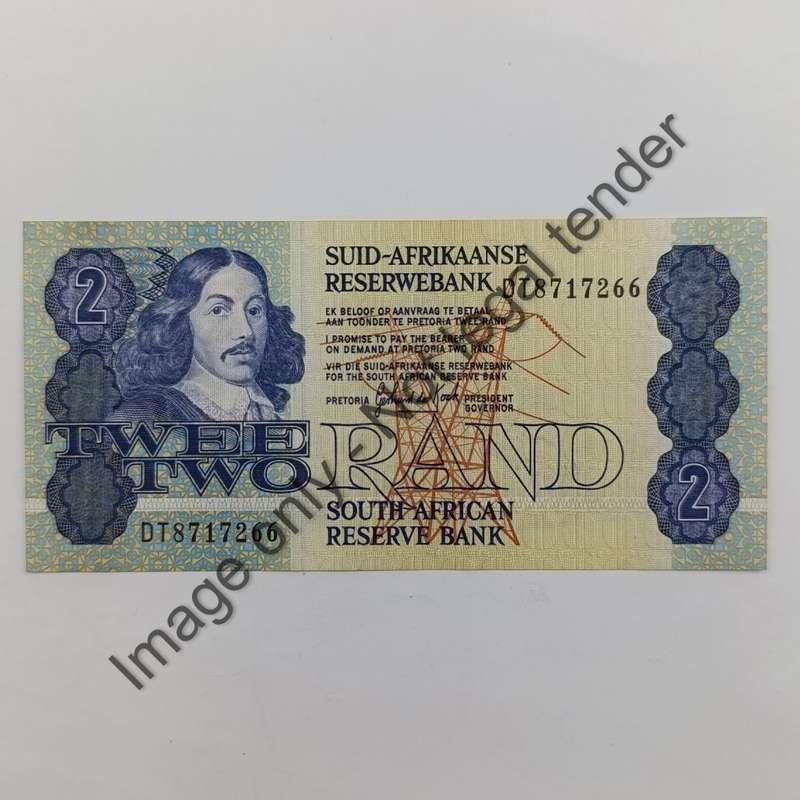 SUID-AFRIKAANSE
RESERWEBANK
DT8717266
2
EK BELOOF OP AANVRAAG TE BETAAL
AAN TOONDER TE PRETORIA TWEE RAND
I PROMISE TO PAY THE BEARER
ON DEMAND AT PRETORIA TWO RAND
VIR DIE SUID-AFRIKAANSE RESERWEBANK
FOR THE SOUTH AFRICAN RESERVE BANK
PRETORIA
PRESIDENT
GOVERNOR
TWEE
TWO
RAND
2
SOUTH AFRICAN
RESERVE BANK
DT8717266
Image only - Not legal tender